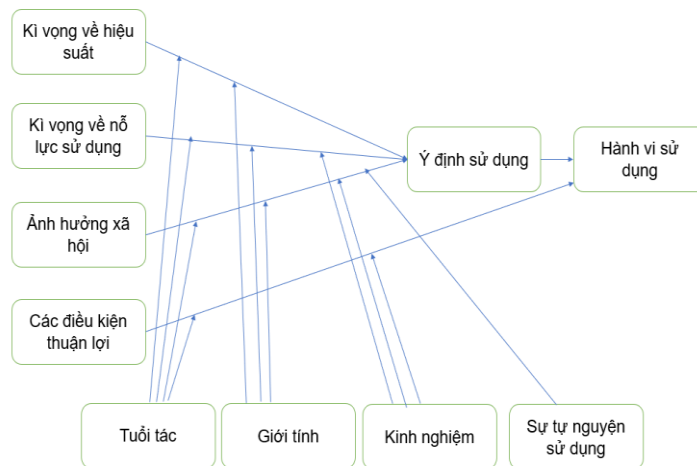 Kì vọng về hiệu
suất
Kì vọng về nỗ
lực sử dụng
Ý định sử dụng
Hành vi sử
dụng
Ảnh hưởng xã
hội
Các điều kiện
thuận lợi
Tuổi tác
Giới tính
Kinh nghiệm
Sự tự nguyện
sử dụng